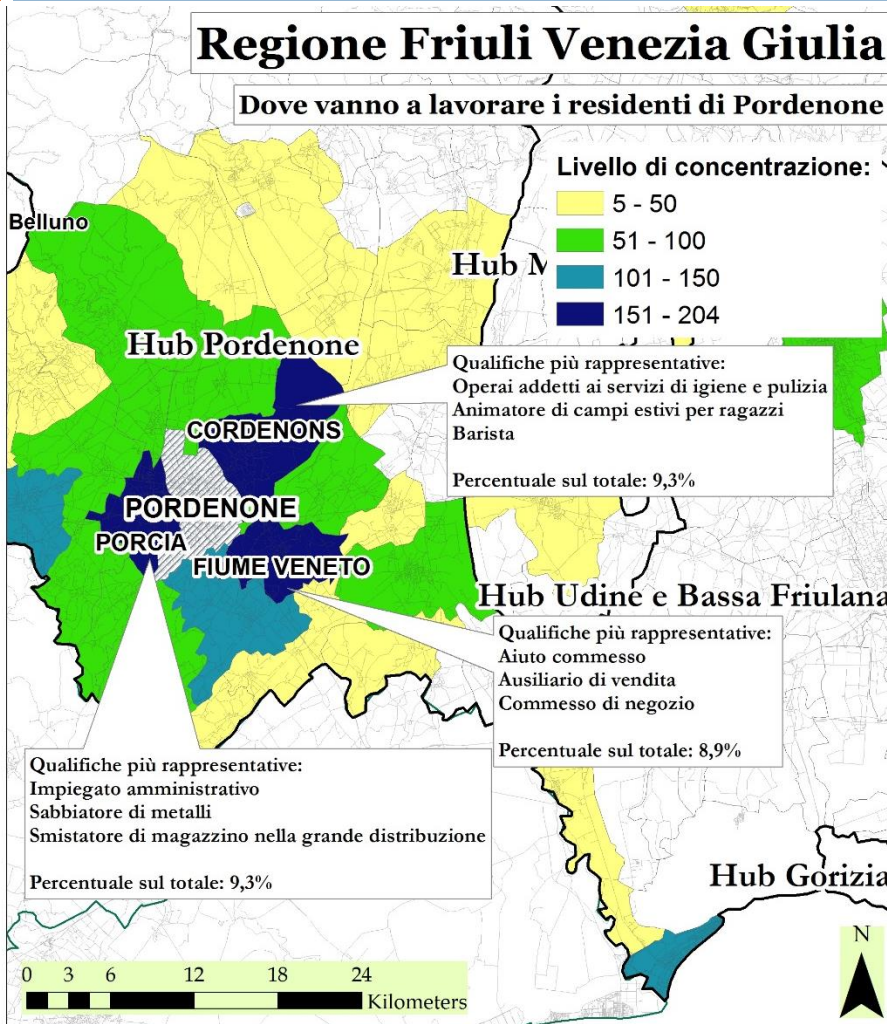 Regione Friuli Venezia Giulia
Dove vanno a lavorare i residenti di Pordenone
Livello di concentrazione:
5 - 50
51 - 100
101 - 150
151 - 204
Belluno
Hub M
Hub Pordenone
Qualifiche più rappresentative:
Operai addetti ai servizi di igiene e pulizia
Animatore di campi estivi per ragazzi
Barista
Percentuale sul totale: 9,3%
CORDENONS
PORDENONE
PORCIA
FIUME VENETO
Hub Udine e Bassa Friulana
Qualifiche più rappresentative:
Aiuto commesso
Ausiliario di vendita
Commesso di negozio
Percentuale sul totale: 8,9%
Qualifiche più rappresentative:
Impiegato amministrativo
Sabbiatore di metalli
Smistatore di magazzino nella grande distribuzione
Percentuale sul totale: 9,3%
Hub Gorizia
N
0 3 6 12 18 24
Kilometers